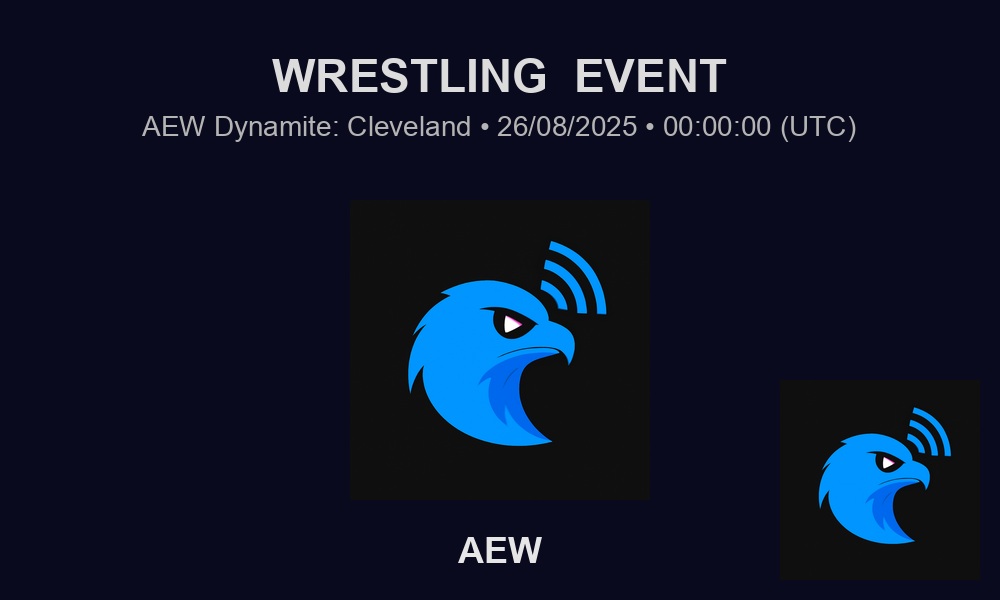 WRESTLING EVENT
AEW Dynamite: Cleveland • 26/08/2025 • 00:00:00 (UTC)
AEW